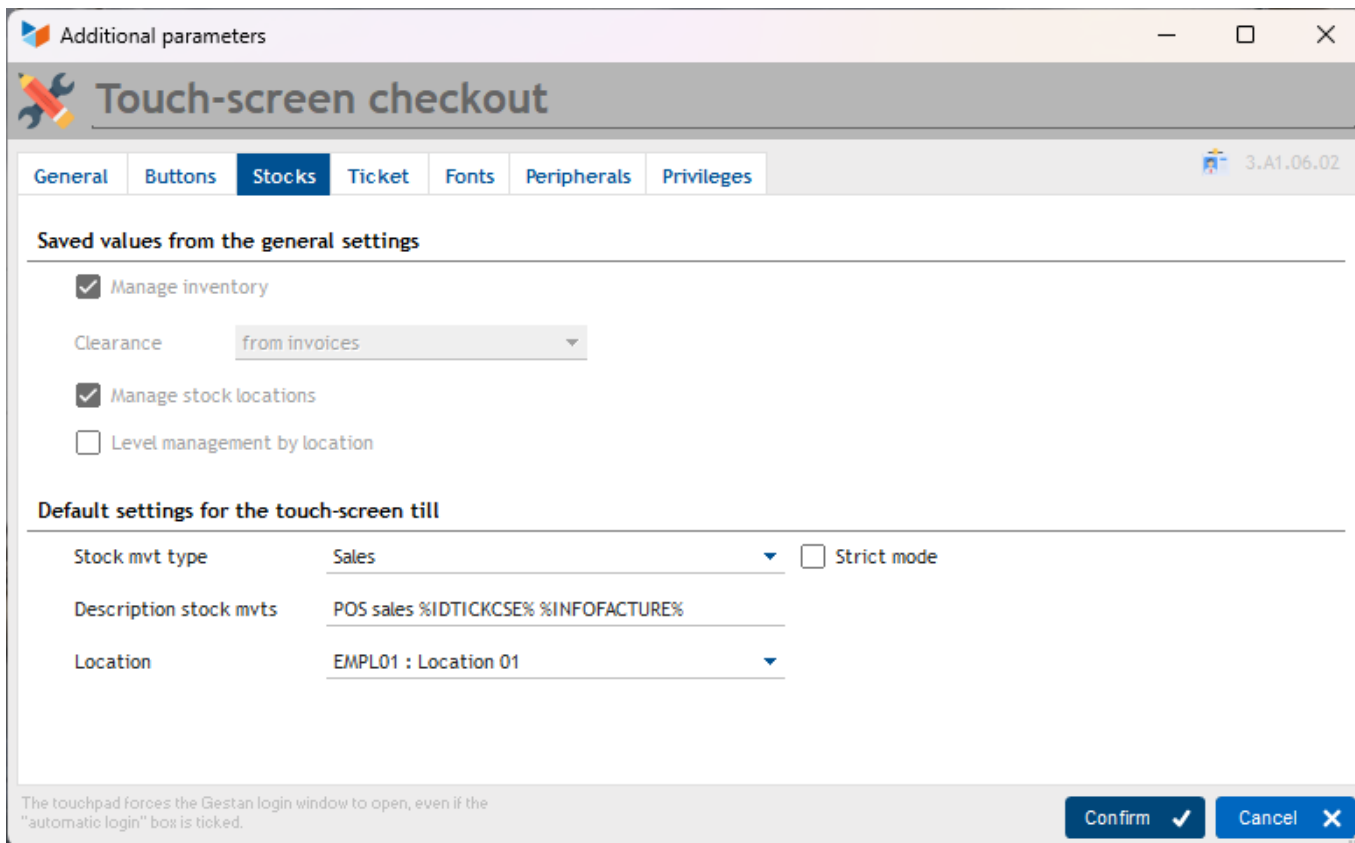 Additional parameters
Touch-screen checkout
General Buttons Stocks Ticket Fonts Peripherals Privileges
3.A1.06.02
Saved values from the general settings
Manage inventory
Clearance from invoices
Manage stock locations
Level management by location
Default settings for the touch-screen till
Stock mvt type Sales Strict mode
Description stock mvts POS sales %IDTICKCSE% %INFOFACTURE%
Location EMPL01 : Location 01
The touchpad forces the Gestan login window to open, even if the
"automatic login" box is ticked.
Confirm Cancel